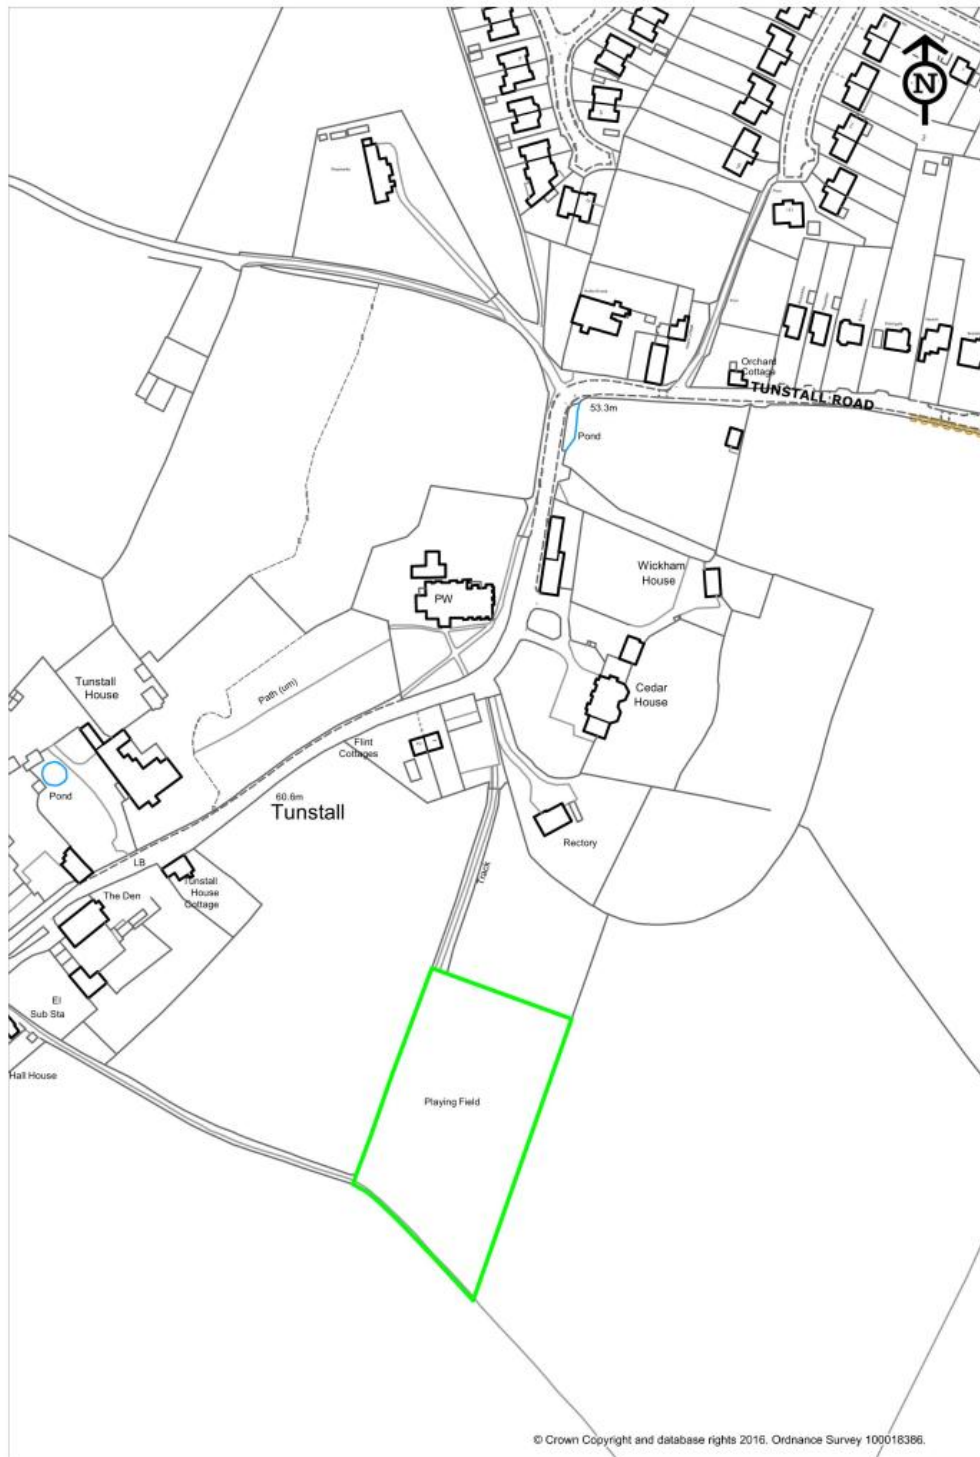 N
Orchard
Cottage
TUNSTALL ROAD
53.3m
Pond
Wickham
House
PW
Tunstall
House
Path (um)
Cedar
House
Flint
Cottages
Pond
60.6m
Tunstall
Rectory
LB
Track
Tunstall
House
Cottage
The Den
El
Sub Sta
Hall House
Playing Field
© Crown Copyright and database rights 2016. Ordnance Survey 100018386.